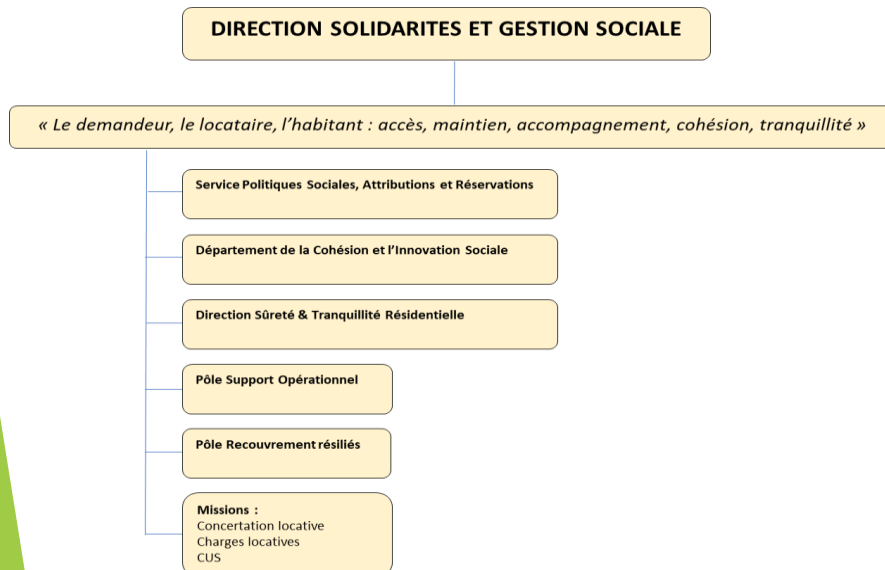 DIRECTION SOLIDARITES ET GESTION SOCIALE
« Le demandeur, le locataire, l’habitant : accès, maintien, accompagnement, cohésion, tranquillité »
Service Politiques Sociales, Attributions et Réservations
Département de la Cohésion et l’Innovation Sociale
Direction Sûreté & Tranquillité Résidentielle
Pôle Support Opérationnel
Pôle Recouvrement résiliés
Missions :
Concertation locative
Charges locatives
CUS